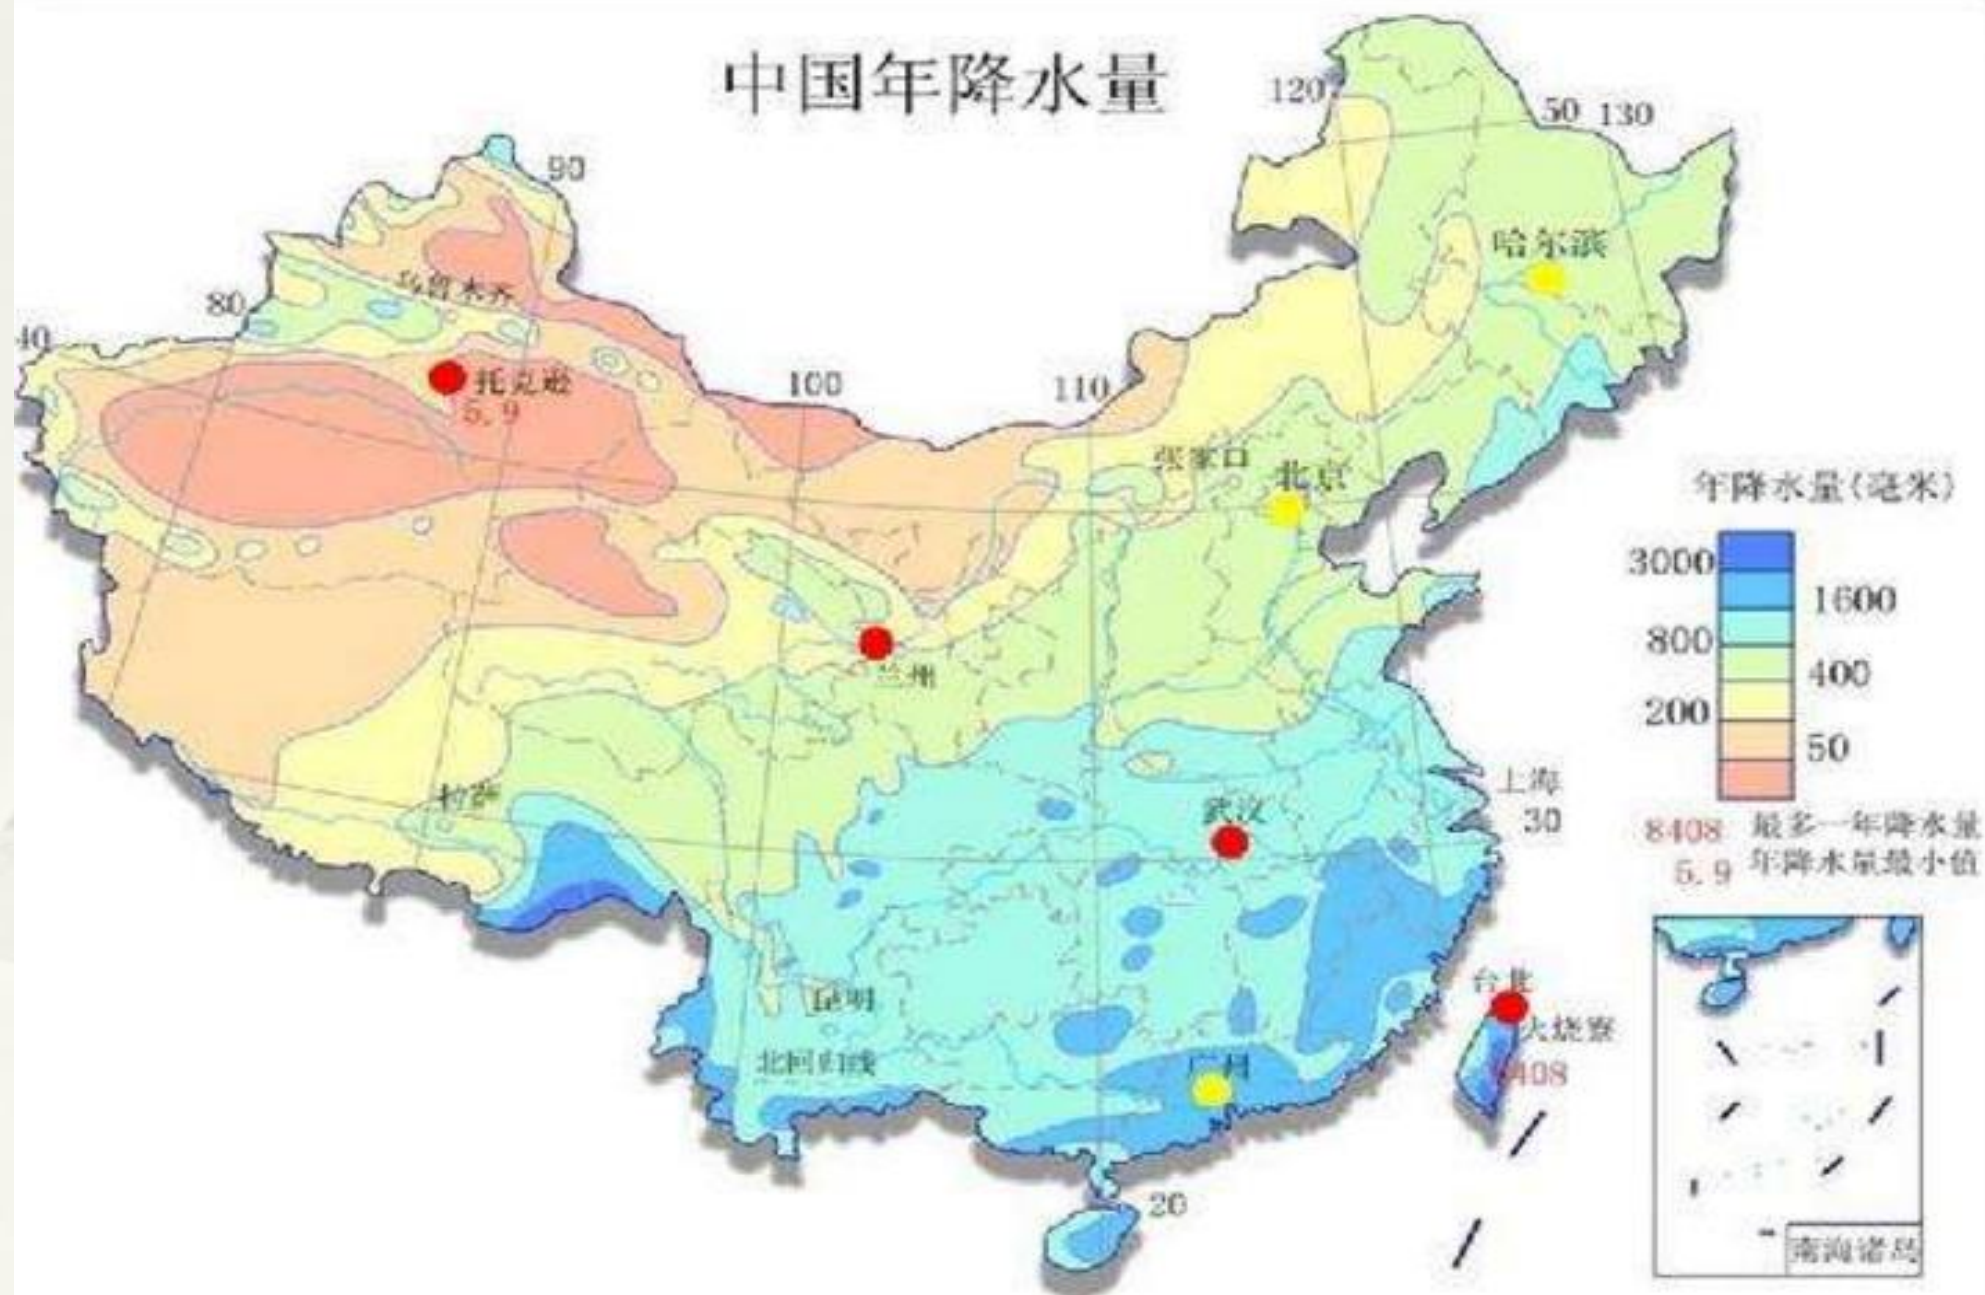 中国年降水量
120
50 130
90
哈尔滨
乌鲁木齐
80
40
托克逊
5.9
100
110
张家口
北京
年降水量(毫米)
3000
1600
800
400
200
50
兰州
拉萨
上海
30
武汉
8408 最多一年降水量
5.9 年降水量最小值
台北
火烧寮
408
昆明
北回归线
广州
20
南海诸岛